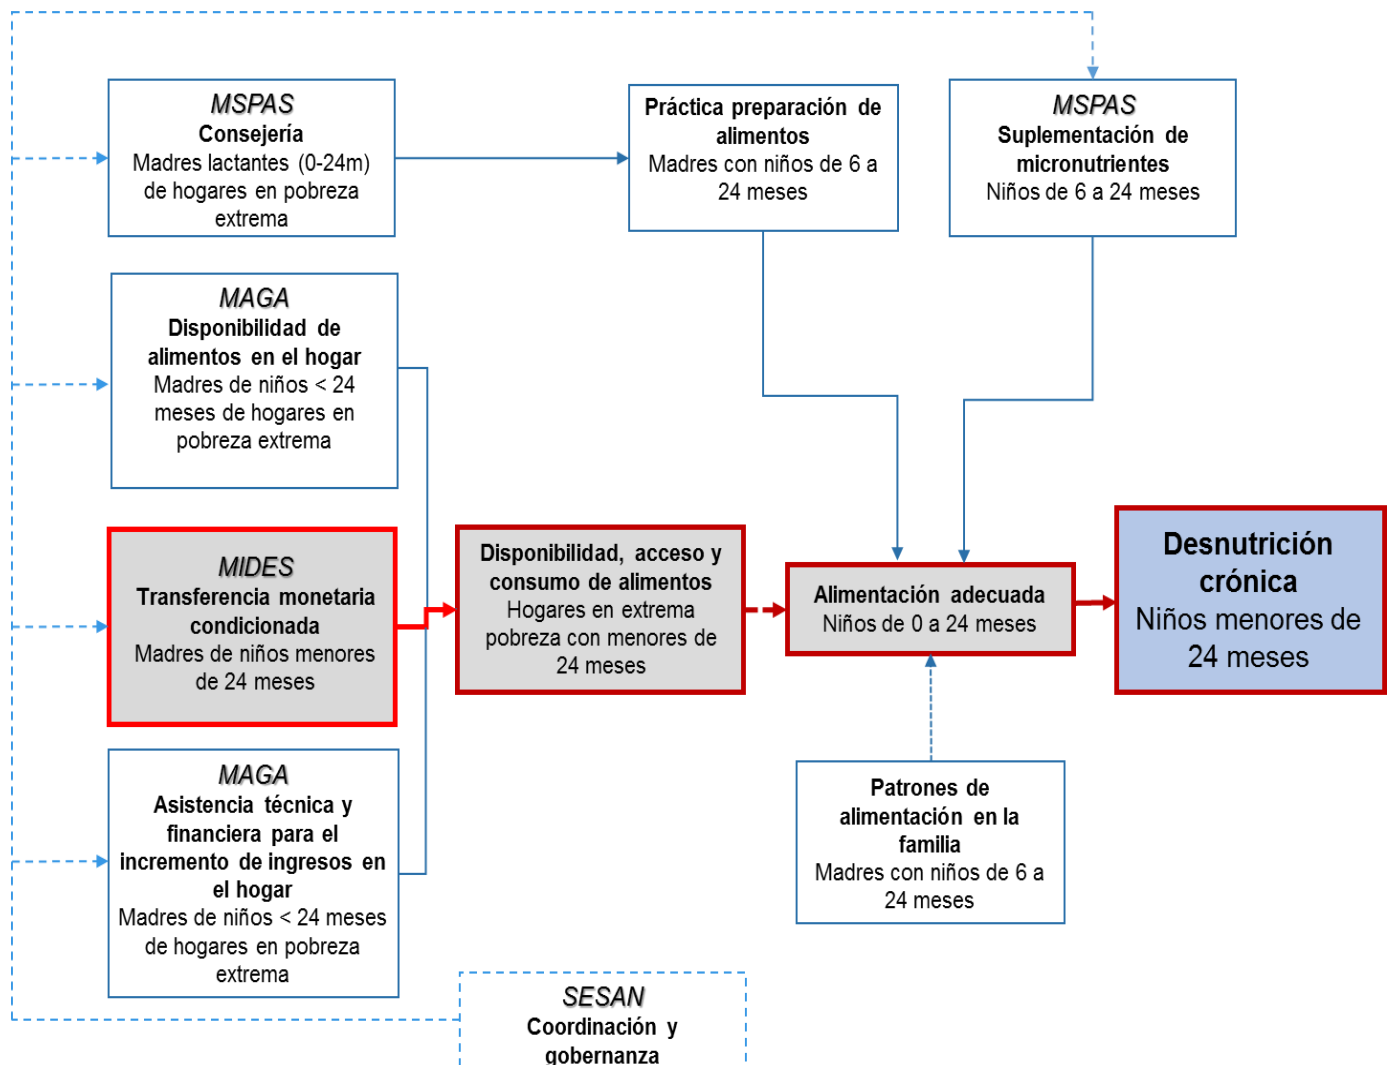 MSPAS
Consejería
Madres lactantes (0-24m)
de hogares en pobreza
extrema
Práctica preparación de
alimentos
Madres con niños de 6 a
24 meses
MSPAS
Suplementación de
micronutrientes
Niños de 6 a 24 meses
MAGA
Disponibilidad de
alimentos en el hogar
Madres de niños < 24
meses de hogares en
pobreza extrema
MIDES
Transferencia monetaria
condicionada
Madres de niños menores
de 24 meses
Disponibilidad, acceso y
consumo de alimentos
Hogares en extrema
pobreza con menores de
24 meses
Alimentación adecuada
Niños de 0 a 24 meses
Desnutrición
crónica
Niños menores de
24 meses
MAGA
Asistencia técnica y
financiera para el
incremento de ingresos en
el hogar
Madres de niños < 24 meses
de hogares en pobreza
extrema
Patrones de
alimentación en la
familia
Madres con niños de 6 a
24 meses
SESAN
Coordinación y
gobernanza